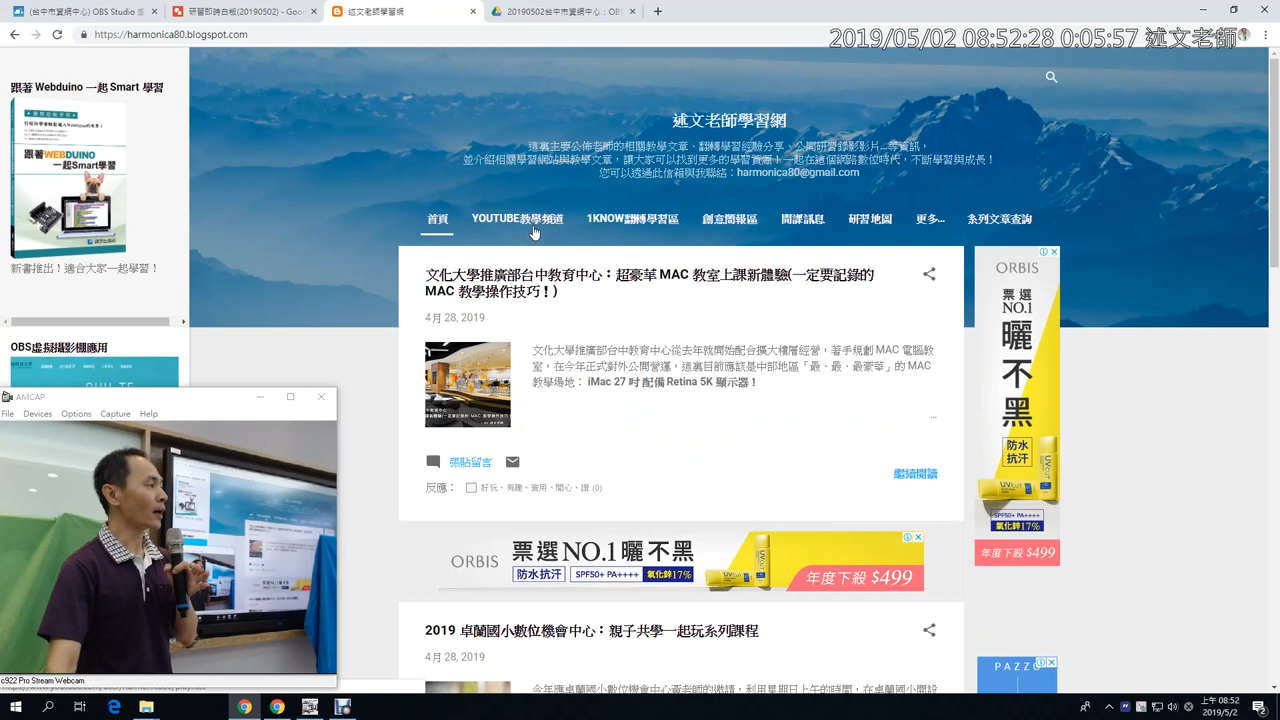 (台中市資網中心) OBS Studio 虛
研習即時白板(20190502) - Goo
述文老師學習網
20190502台中市資網中心：OBS
https://harmonica80.blogspot.com
2019/05/02 08:52:28 0:05:57 述文老師
跟著 Webduino 一起 Smart 學習
跟著WEBDUINO
一起Smart學習
新書推出！適合大家一起學習！
OBS虛擬攝影棚應用
述文老師學習網
這裏主要公佈老師的相關教學文章、翻轉學習經驗分享、公開研習錄影影片...等資訊，
並介紹相關學習網站與教學文章，讓大家可以找到更多的學習資源！一起在這個網路數位時代，不斷學習與成長！
您可以透過此信箱與我聯絡：harmonica80@gmail.com
首頁 YOUTUBE教學頻道 1KNOW翻轉學習區 創意簡報區 開課訊息 研習地圖 更多... 系列文章查詢
文化大學推廣部台中教育中心：超豪華 MAC 教室上課新體驗(一定要記錄的
MAC 教學操作技巧！)
4月 28, 2019
文化大學推廣部台中教育中心從去年就開始配合擴大樓層經營，著手規劃 MAC 電腦教
室，在今年正式對外公開營運，這裏目前應該是中部地區「最、最、最豪華」的 MAC
教學場地： iMac 27 吋 配備 Retina 5K 顯示器！
...
張貼留言
繼續閱讀
反應： 好玩、有趣、實用、開心、讚 (0)
ORBIS
票選NO.1曬不黑
防水抗汗 SPF50+ PA++++ 氧化鋅17%
年度下殺 $499
2019 卓蘭國小數位機會中心：親子共學一起玩系列課程
4月 28, 2019
今年應卓蘭國小數位機會中心黃老師的邀請，利用星期日上午的時間，在卓蘭國小開設
ORBIS
票選
NO.1
曬
不
黑
防水
抗汗
SPF50+ PA++++
氧化鋅17%
年度下殺 $499
PAZZO
AMCAP
File Devices Options Capture Help
c922 Pro Stream Webcam
上午 08:52
2019/5/2